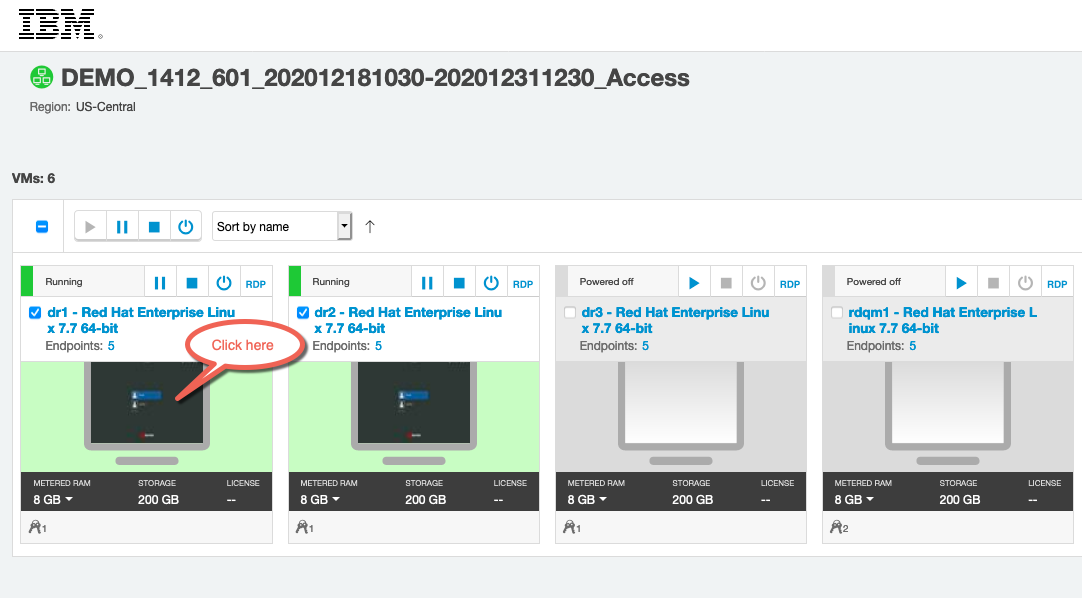 IBM
DEMO_1412_601_202012181030-202012311230_Access
Region: US-Central
VMs: 6
Sort by name
Running
RDP
dr1 - Red Hat Enterprise Linu
x 7.7 64-bit
Endpoints: 5
Click here
METERED RAM STORAGE LICENSE
8 GB 200 GB --
1
Running
RDP
dr2 - Red Hat Enterprise Linu
x 7.7 64-bit
Endpoints: 5
METERED RAM STORAGE LICENSE
8 GB 200 GB --
1
Powered off
RDP
dr3 - Red Hat Enterprise Linu
x 7.7 64-bit
Endpoints: 5
METERED RAM STORAGE LICENSE
8 GB 200 GB --
1
Powered off
RDP
rdqm1 - Red Hat Enterprise L
inux 7.7 64-bit
Endpoints: 5
METERED RAM STORAGE LICENSE
8 GB 200 GB --
2